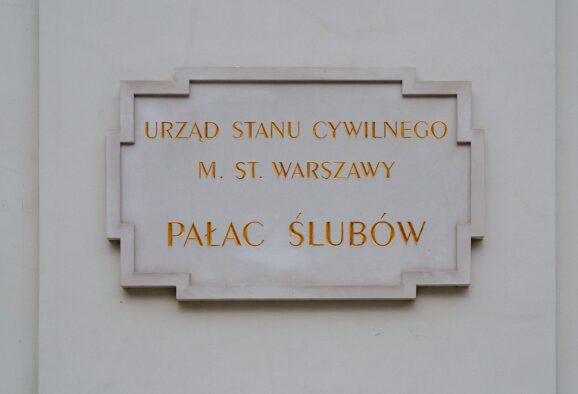 URZĄD STANU CYWILNEGO
M. ST. WARSZAWY
PAŁAC ŚLUBÓW